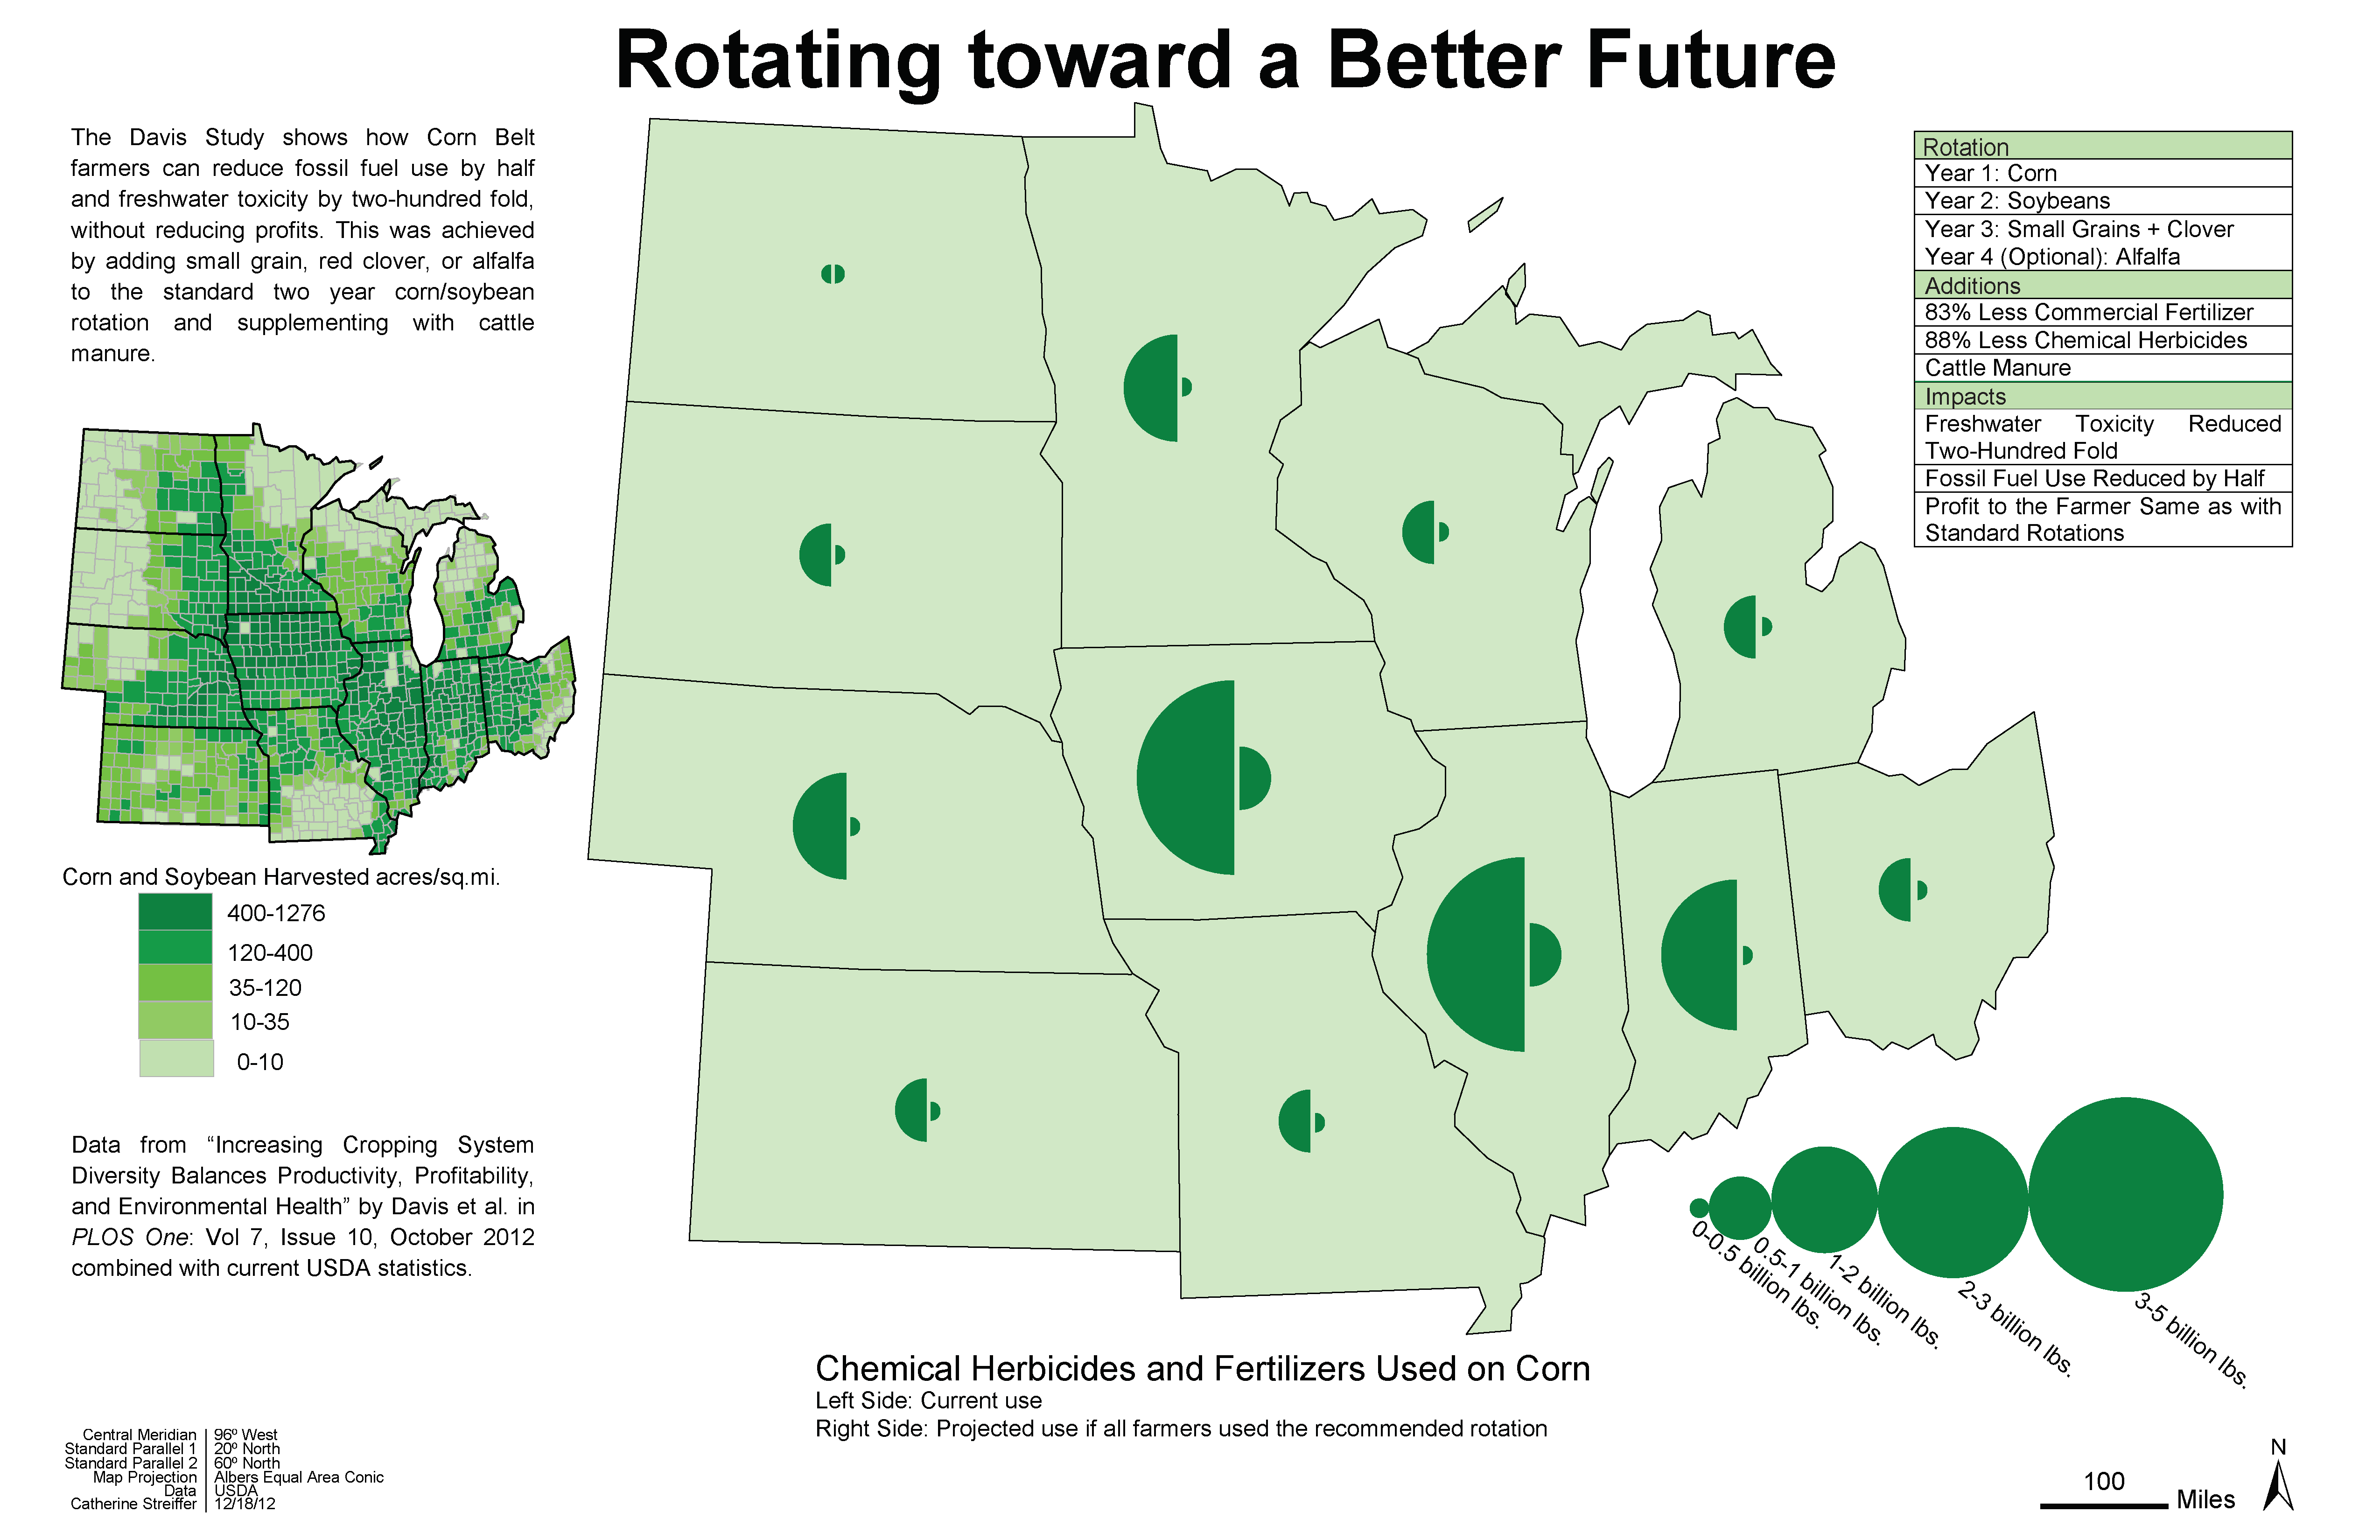 Rotating toward a Better Future
The Davis Study shows how Corn Belt
farmers can reduce fossil fuel use by half
and freshwater toxicity by two-hundred fold,
without reducing profits. This was achieved
by adding small grain, red clover, or alfalfa
to the standard two year corn/soybean
rotation and supplementing with cattle
manure.
Rotation
Year 1: Corn
Year 2: Soybeans
Year 3: Small Grains + Clover
Year 4 (Optional): Alfalfa
Additions
83% Less Commercial Fertilizer
88% Less Chemical Herbicides
Cattle Manure
Impacts
Freshwater Toxicity Reduced
Two-Hundred Fold
Fossil Fuel Use Reduced by Half
Profit to the Farmer Same as with
Standard Rotations
Corn and Soybean Harvested acres/sq.mi.
400-1276
120-400
35-120
10-35
0-10
Data from “Increasing Cropping System
Diversity Balances Productivity, Profitability,
and Environmental Health” by Davis et al. in
PLOS One: Vol 7, Issue 10, October 2012
combined with current USDA statistics.
0-0.5 billion lbs.
0.5-1 billion lbs.
1-2 billion lbs.
2-3 billion lbs.
3-5 billion lbs.
Chemical Herbicides and Fertilizers Used on Corn
Left Side: Current use
Right Side: Projected use if all farmers used the recommended rotation
Central Meridian 96º West
Standard Parallel 1 20º North
Standard Parallel 2 60º North
Map Projection Albers Equal Area Conic
Data USDA
Catherine Streiffer 12/18/12
N
100
Miles